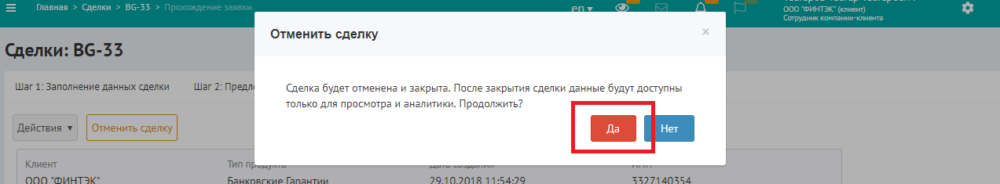 Главная > Сделки > BG-33 > Прохождение заявки
en
ООО "ФИНТЭК" (клиент)
Сотрудник компании-клиента
Отменить сделку
×
Сделки: BG-33
Шаг 1: Заполнение данных сделки
Шаг 2:
Сделка будет отменена и закрыта. После закрытия сделки данные будут доступны
только для просмотра и аналитики. Продолжить?
Действия
Отменить сделку
Да
Нет
Клиент
Тип продукта
Дата создания
ИНН
ООО "ФИНТЭК"
Банковские Гарантии
29.10.2018 11:54:29
3327140354